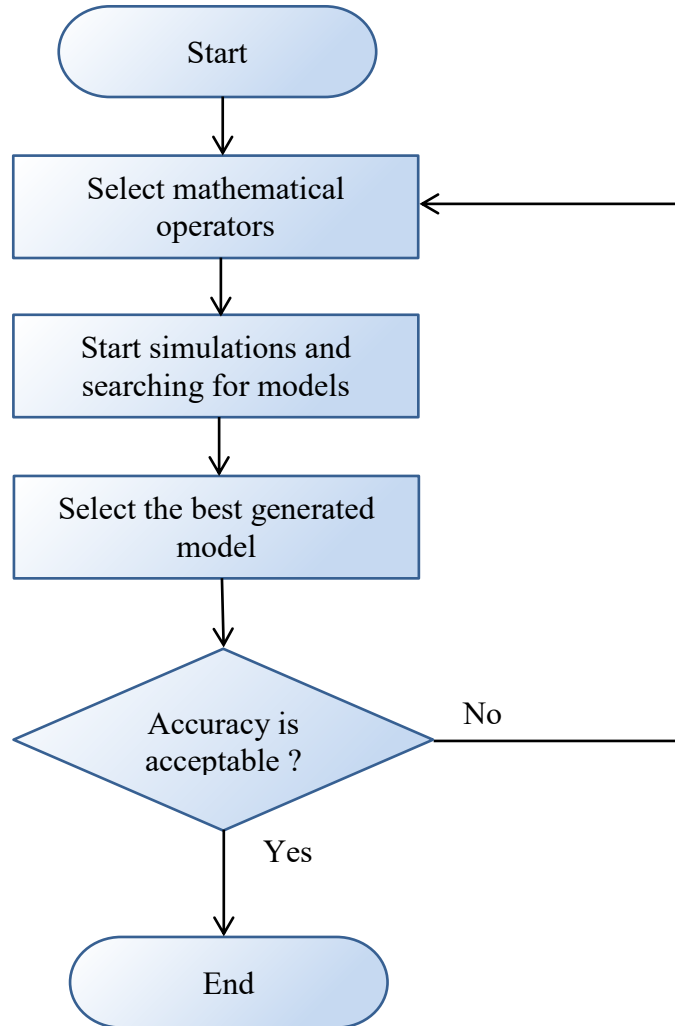 Start
Select mathematical
operators
Start simulations and
searching for models
Select the best generated
model
Accuracy is
acceptable ?
No
Yes
End